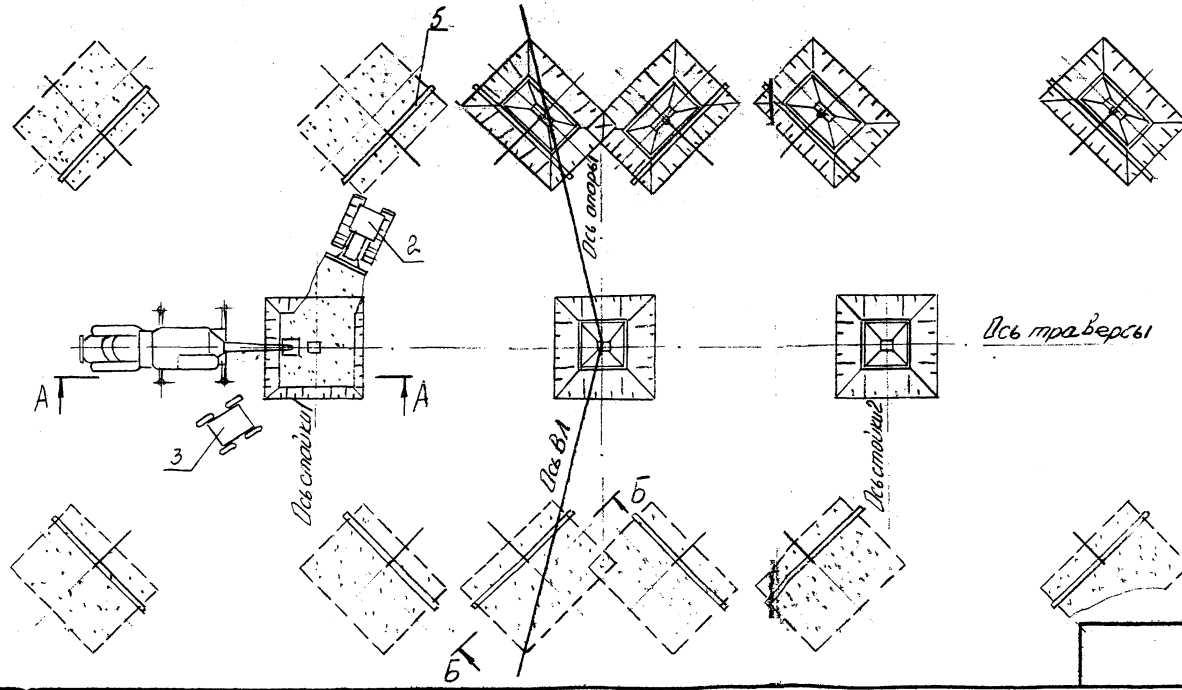 5
Ось опоры
2
Ось траверсы
А
А
3
Ось стойки1
Ось ВЛ
Ось стойки2
Б
Б